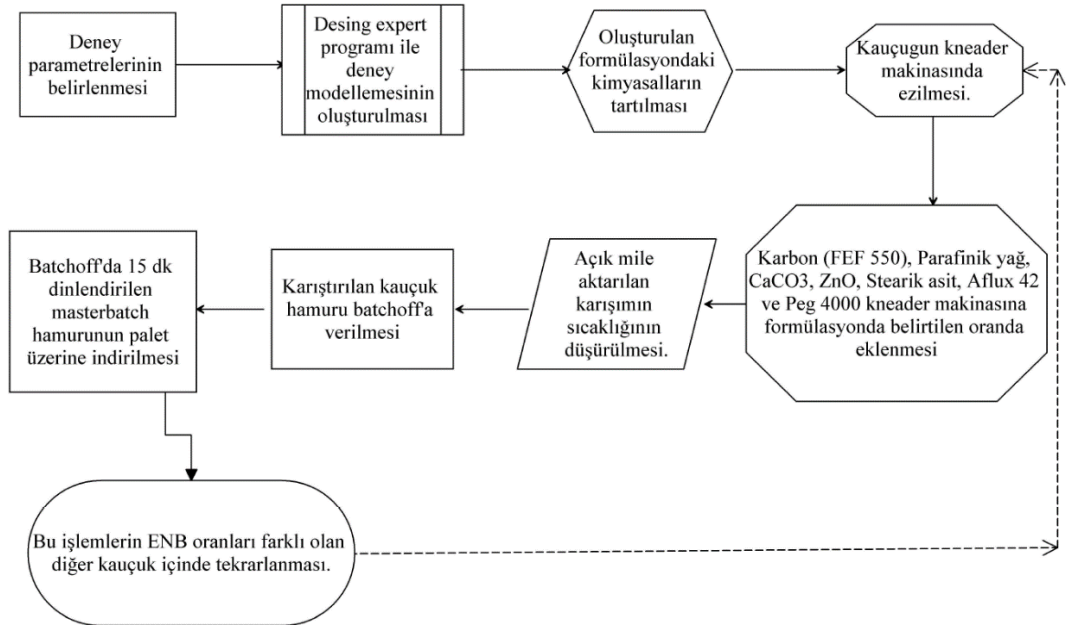 Deney
parametrelerinin
belirlenmesi
Desing expert
programı ile
deney
modellemesinin
oluşturulması
Oluşturulan
formülasyondaki
kimyasalların
tartılması
Kauçugun kneader
makinasında
ezilmesi.
Karbon (FEF 550), Parafinik yağ,
CaCO3, ZnO, Stearik asit, Aflux 42
ve Peg 4000 kneader makinasına
formülasyonda belirtilen oranda
eklenmesi
Açık mile
aktarılan
karışımın
sıcaklığının
düşürülmesi.
Karıştırılan kauçuk
hamuru batchoff'a
verilmesi
Batchoff'da 15 dk
dinlendirilen
masterbatch
hamurunun palet
üzerine indirilmesi
Bu işlemlerin ENB oranları farklı olan
diğer kauçuk içinde tekrarlanması.